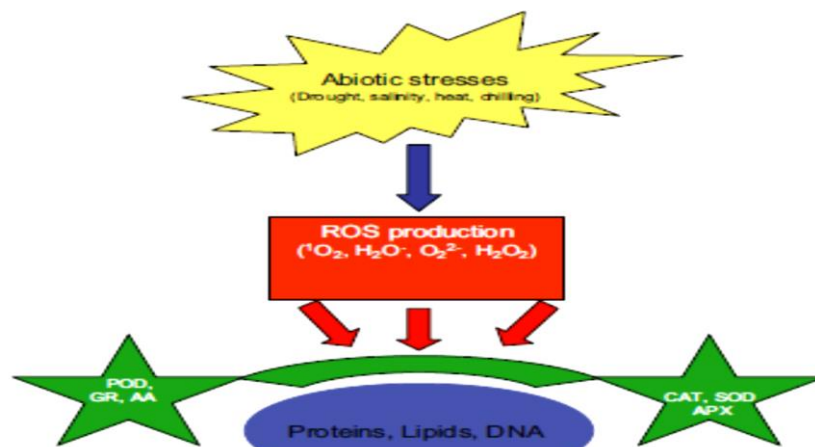 Abiotic stresses
(Drought, salinity, heat, chilling)
ROS production
(¹O₂, H₂O⁻, O₂²⁻, H₂O₂)
POD,
GR, AA
CAT, SOD
APX
Proteins, Lipids, DNA